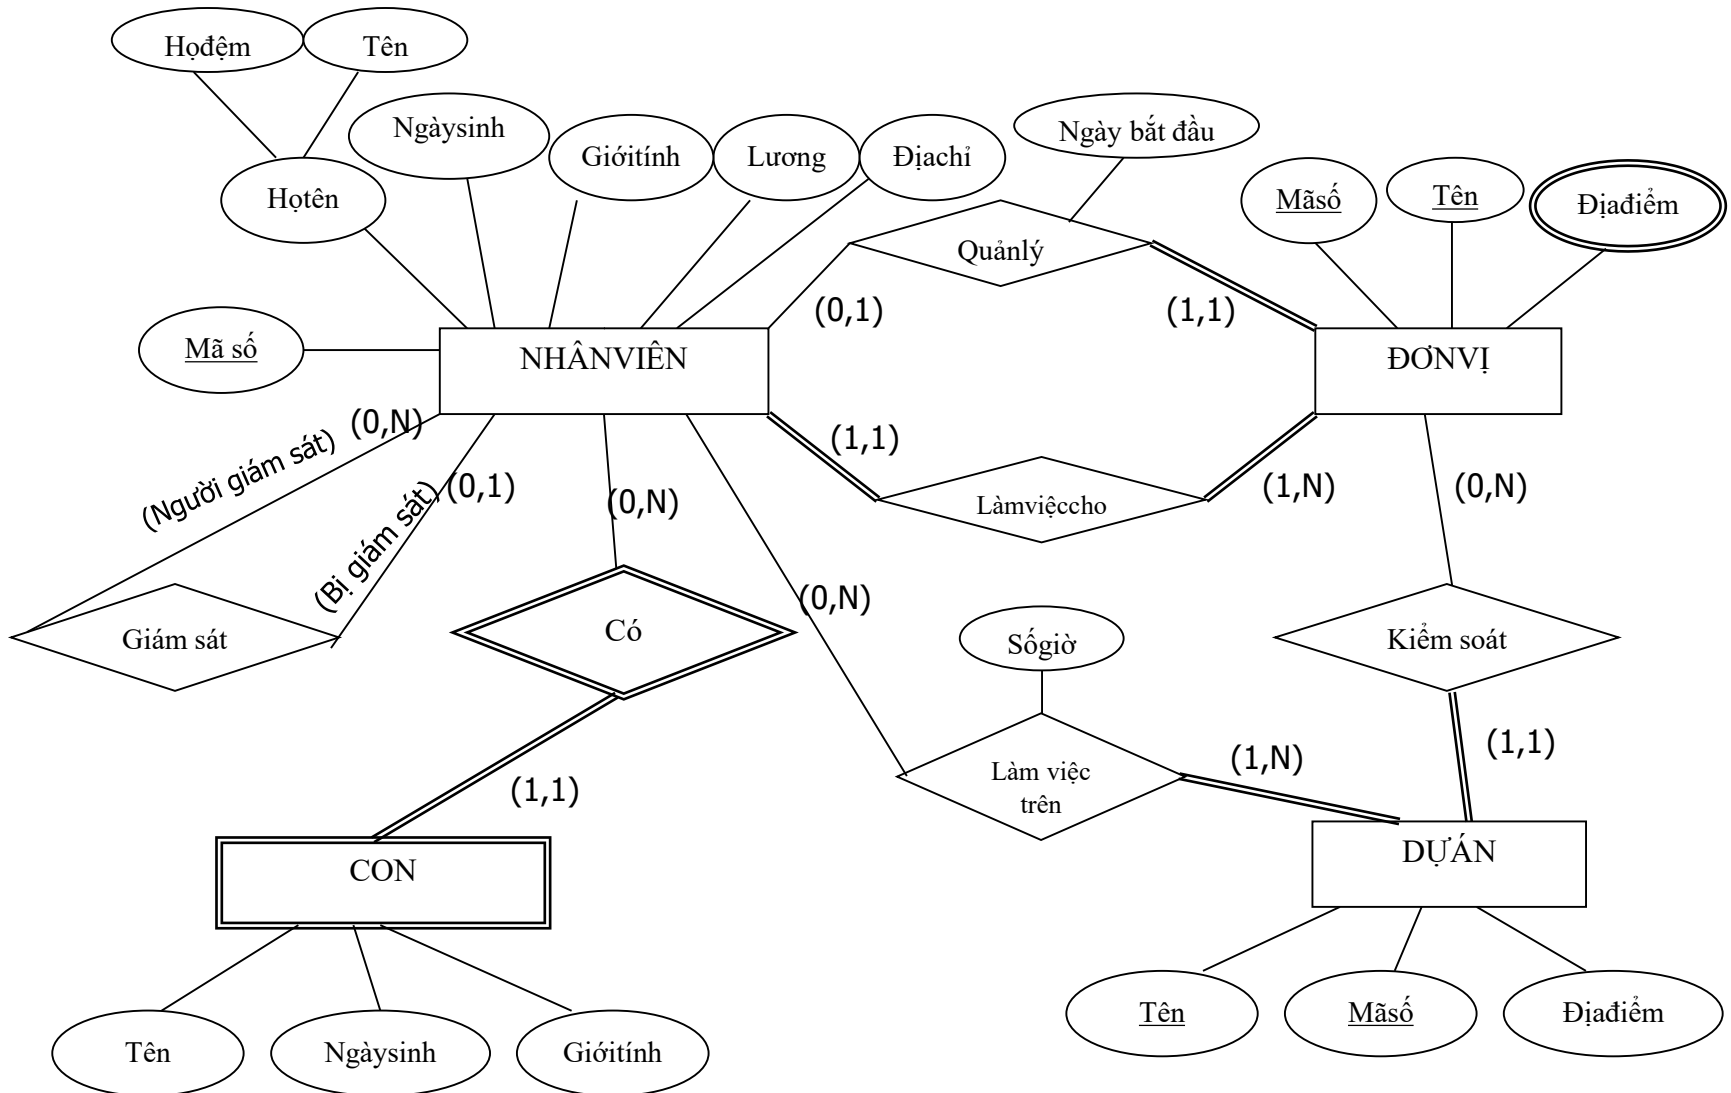 Họđệm
Tên
Ngàysinh
Giớitính
Lương
Địachỉ
Ngày bắt đầu
Họtên
Mãsố
Tên
Địađiểm
Quảnlý
(0,1)
(1,1)
Mã số
NHÂNVIÊN
ĐƠNVỊ
(0,N)
(1,1)
(Người giám sát)
(0,1)
(0,N)
Làmviệccho
(1,N)
(0,N)
(Bị giám sát)
(0,N)
Giám sát
Có
Sốgiờ
Kiểm soát
(1,1)
(1,N)
(1,1)
Làm việc
trên
CON
DỰÁN
Tên
Ngàysinh
Giớitính
Tên
Mãsố
Địađiểm